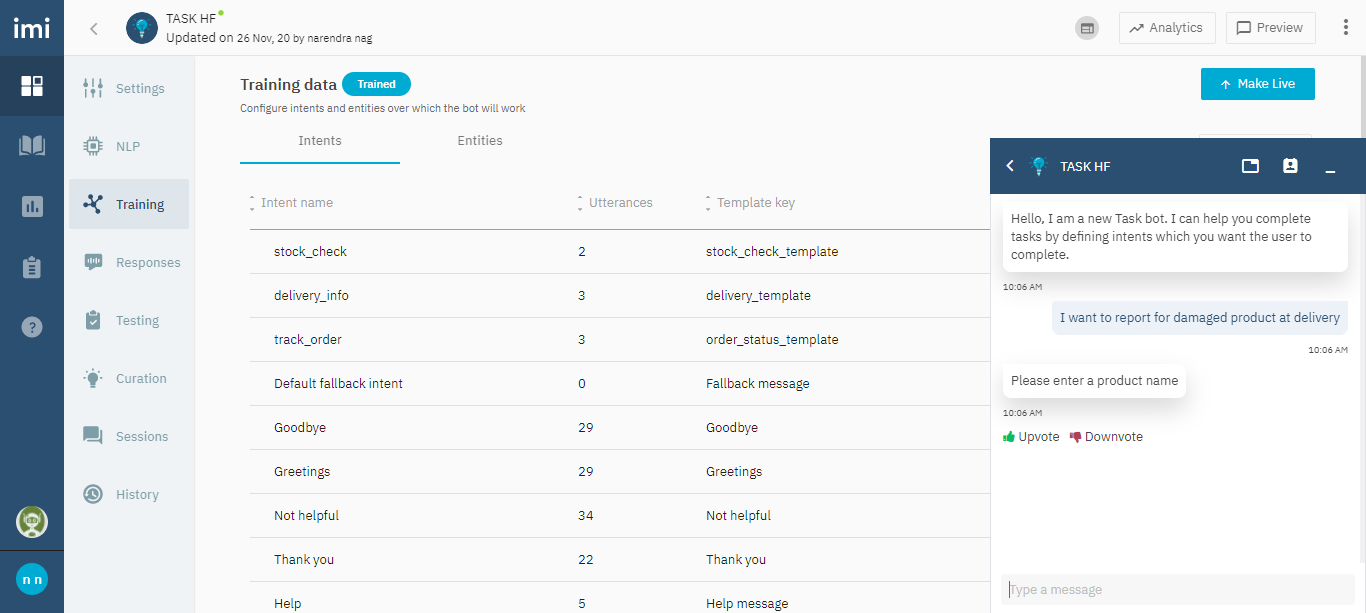 imi
TASK HF
Updated on 26 Nov, 20 by narendra nag
Analytics
Preview
Settings
NLP
Training
Responses
Testing
Curation
Sessions
History
n n
Training data
Trained
Make Live
Configure intents and entities over which the bot will work
Intents
Entities
Intent name Utterances Template key
stock_check 2 stock_check_template
delivery_info 3 delivery_template
track_order 3 order_status_template
Default fallback intent 0 Fallback message
Goodbye 29 Goodbye
Greetings 29 Greetings
Not helpful 34 Not helpful
Thank you 22 Thank you
Help 5 Help message
TASK HF
Hello, I am a new Task bot. I can help you complete
tasks by defining intents which you want the user to
complete.
10:06 AM
I want to report for damaged product at delivery
10:06 AM
Please enter a product name
10:06 AM
Upvote Downvote
Type a message